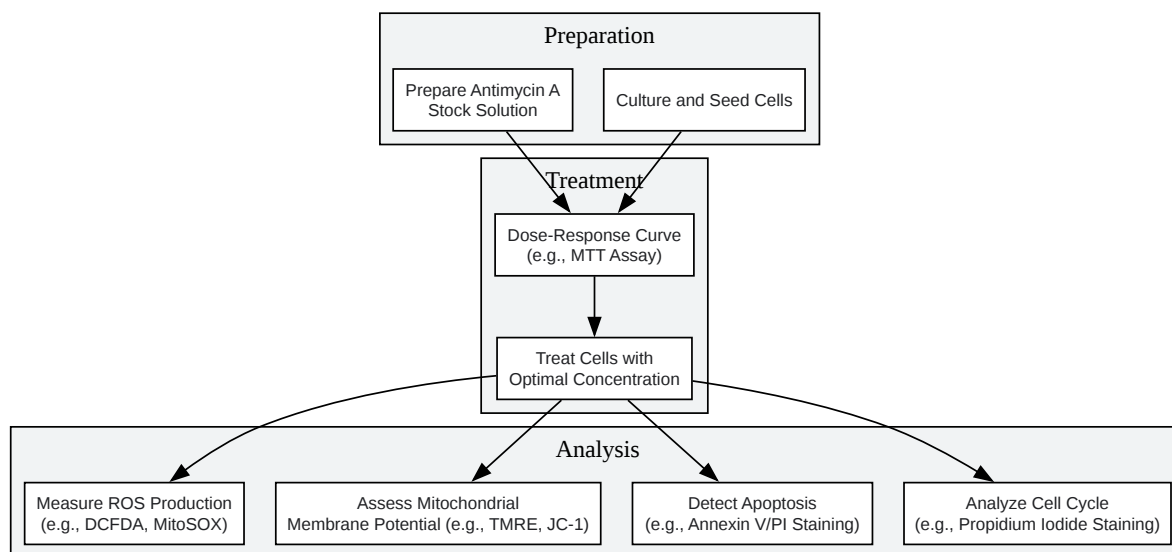 Preparation
Prepare Antimycin A
Stock Solution
Culture and Seed Cells
Treatment
Dose-Response Curve
(e.g., MTT Assay)
Treat Cells with
Optimal Concentration
Analysis
Measure ROS Production
(e.g., DCFDA, MitoSOX)
Assess Mitochondrial
Membrane Potential (e.g., TMRE, JC-1)
Detect Apoptosis
(e.g., Annexin V/PI Staining)
Analyze Cell Cycle
(e.g., Propidium Iodide Staining)